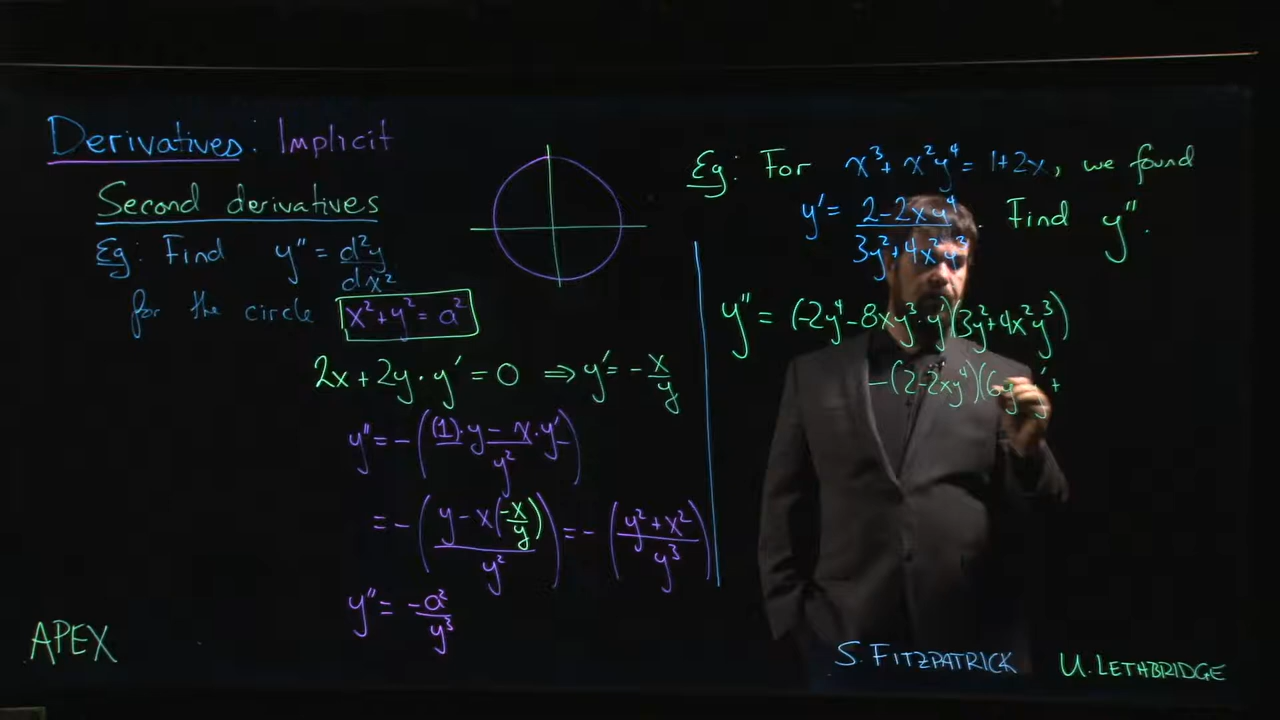 Derivatives: Implicit
Second derivatives
Eg: Find y'' = d²y/dx²
for the circle x² + y² = a²
2x + 2y · y' = 0 ⇒ y' = -x/y
y'' = -((1)·y - x·y'/y²)
= -(y - x(-x/y)/y²) = -(y² + x²/y³)
y'' = -a²/y³
APEX
Eg: For x³ + x²y⁴ = 1 + 2x, we found
y' = 2 - 2xy⁴/3y² + 4x²y³. Find y''.
y'' = (-2y⁴ - 8xy³·y')(3y² + 4x²y³)
-(2 - 2xy⁴)(6y y' +
S. FITZPATRICK
U. LETHBRIDGE